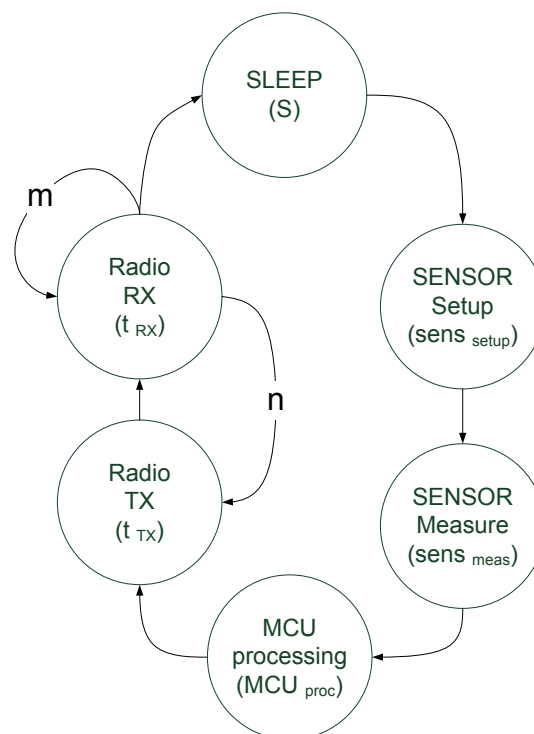 SLEEP
(S)
m
Radio
RX
(t RX)
SENSOR
Setup
(sens setup)
n
Radio
TX
(t TX)
SENSOR
Measure
(sens meas)
MCU
processing
(MCU proc)